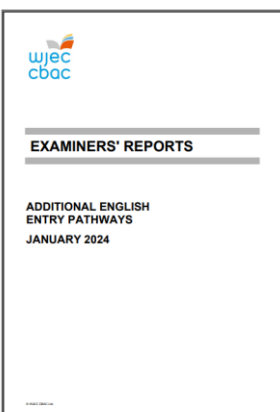 wjec
cbac
EXAMINERS' REPORTS
ADDITIONAL ENGLISH
ENTRY PATHWAYS
JANUARY 2024